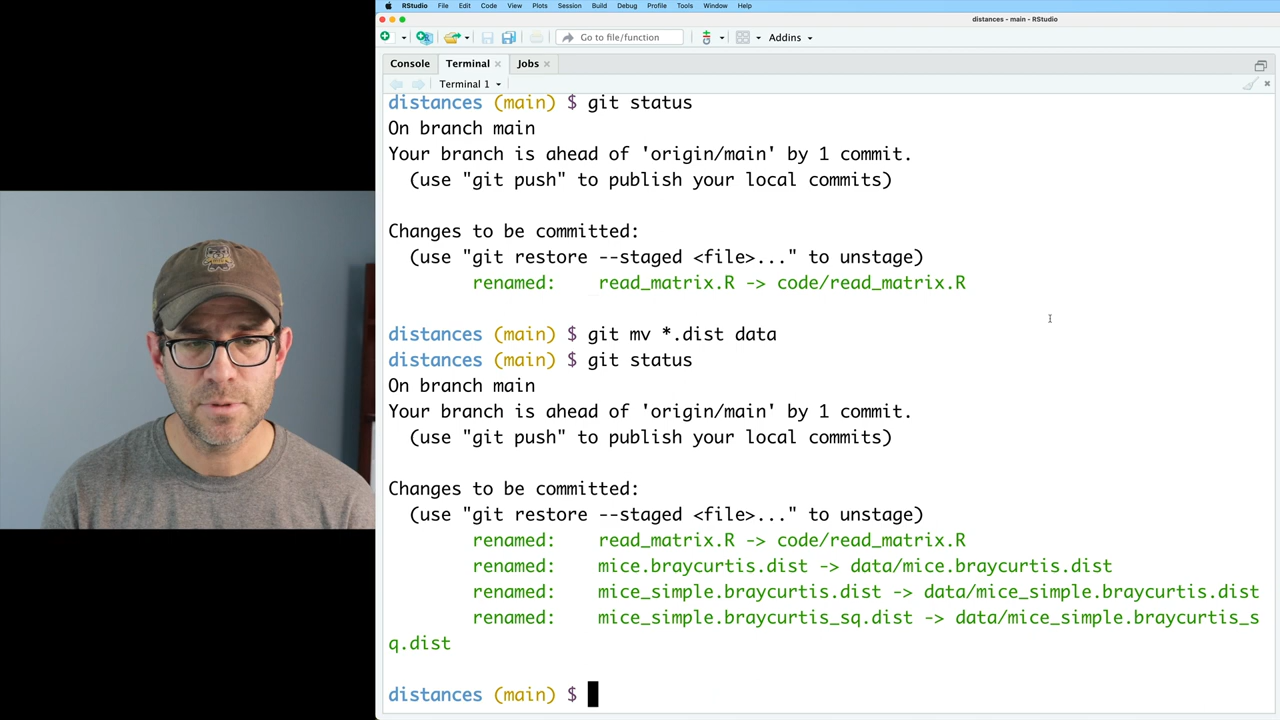 RStudio File Edit Code View Plots Session Build Debug Profile Tools Window Help
distances - main - RStudio
Go to file/function Addins
Console Terminal Jobs
Terminal 1
distances (main) $ git status
On branch main
Your branch is ahead of 'origin/main' by 1 commit.
(use "git push" to publish your local commits)
Changes to be committed:
(use "git restore --staged <file>..." to unstage)
renamed: read_matrix.R -> code/read_matrix.R
distances (main) $ git mv *.dist data
distances (main) $ git status
On branch main
Your branch is ahead of 'origin/main' by 1 commit.
(use "git push" to publish your local commits)
Changes to be committed:
(use "git restore --staged <file>..." to unstage)
renamed: read_matrix.R -> code/read_matrix.R
renamed: mice.braycurtis.dist -> data/mice.braycurtis.dist
renamed: mice_simple.braycurtis.dist -> data/mice_simple.braycurtis.dist
renamed: mice_simple.braycurtis_sq.dist -> data/mice_simple.braycurtis_s
q.dist
distances (main) $